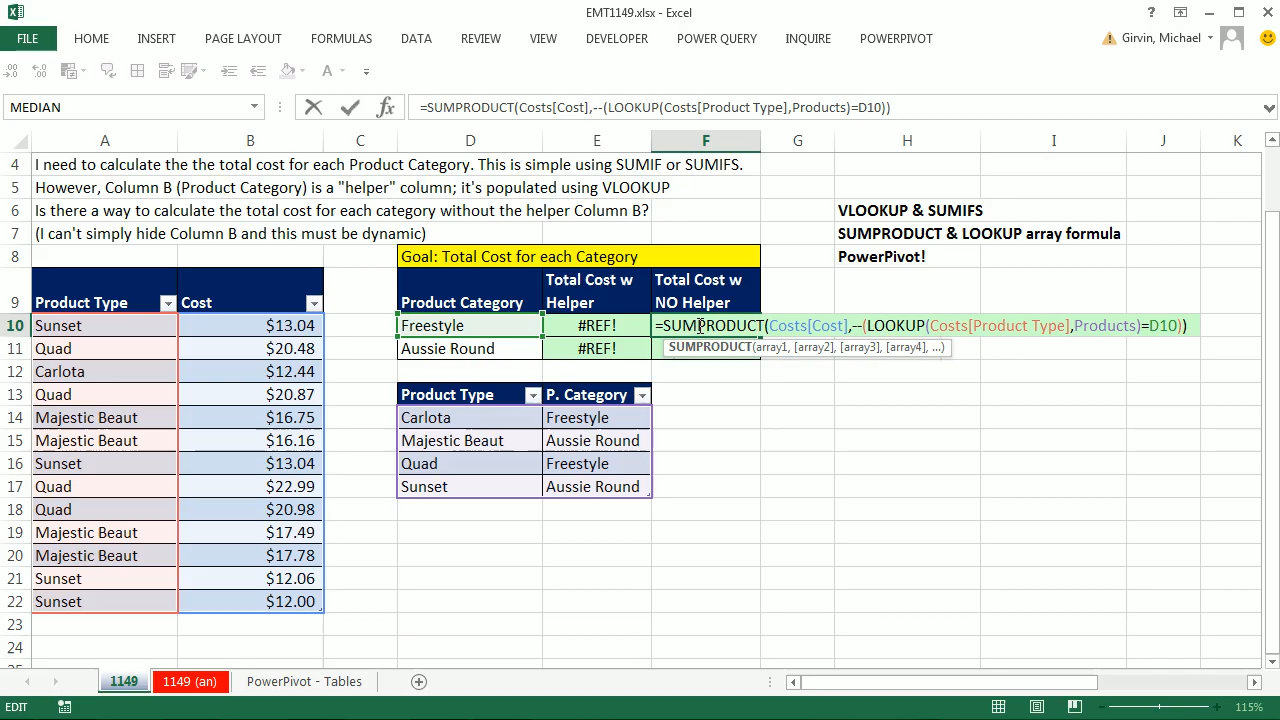 EMT1149.xlsx - Excel
FILE HOME INSERT PAGE LAYOUT FORMULAS DATA REVIEW VIEW DEVELOPER POWER QUERY INQUIRE POWERPIVOT Girvin, Michael
MEDIAN =SUMPRODUCT(Costs[Cost],--(LOOKUP(Costs[Product Type],Products)=D10))
A B C D E F G H I J K
4 I need to calculate the the total cost for each Product Category. This is simple using SUMIF or SUMIFS.
5 However, Column B (Product Category) is a "helper" column; it's populated using VLOOKUP
6 Is there a way to calculate the total cost for each category without the helper Column B? VLOOKUP & SUMIFS
7 (I can't simply hide Column B and this must be dynamic) SUMPRODUCT & LOOKUP array formula
8 Goal: Total Cost for each Category PowerPivot!
Total Cost w Total Cost w
9 Product Type Cost Product Category Helper NO Helper
10 Sunset $13.04 Freestyle #REF! =SUMPRODUCT(Costs[Cost],--(LOOKUP(Costs[Product Type],Products)=D10))
11 Quad $20.48 Aussie Round #REF! SUMPRODUCT(array1, [array2], [array3], [array4], ...)
12 Carlota $12.44
13 Quad $20.87 Product Type P. Category
14 Majestic Beaut $16.75 Carlota Freestyle
15 Majestic Beaut $16.16 Majestic Beaut Aussie Round
16 Sunset $13.04 Quad Freestyle
17 Quad $22.99 Sunset Aussie Round
18 Quad $20.98
19 Majestic Beaut $17.49
20 Majestic Beaut $17.78
21 Sunset $12.06
22 Sunset $12.00
23
24
1149 1149 (an) PowerPivot - Tables
EDIT 115%